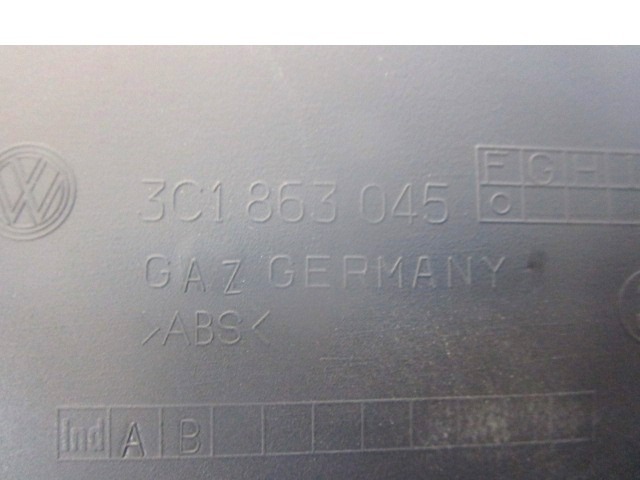 3C1 863 045
F G H
GAZ GERMANY
>ABS<
Ind A B